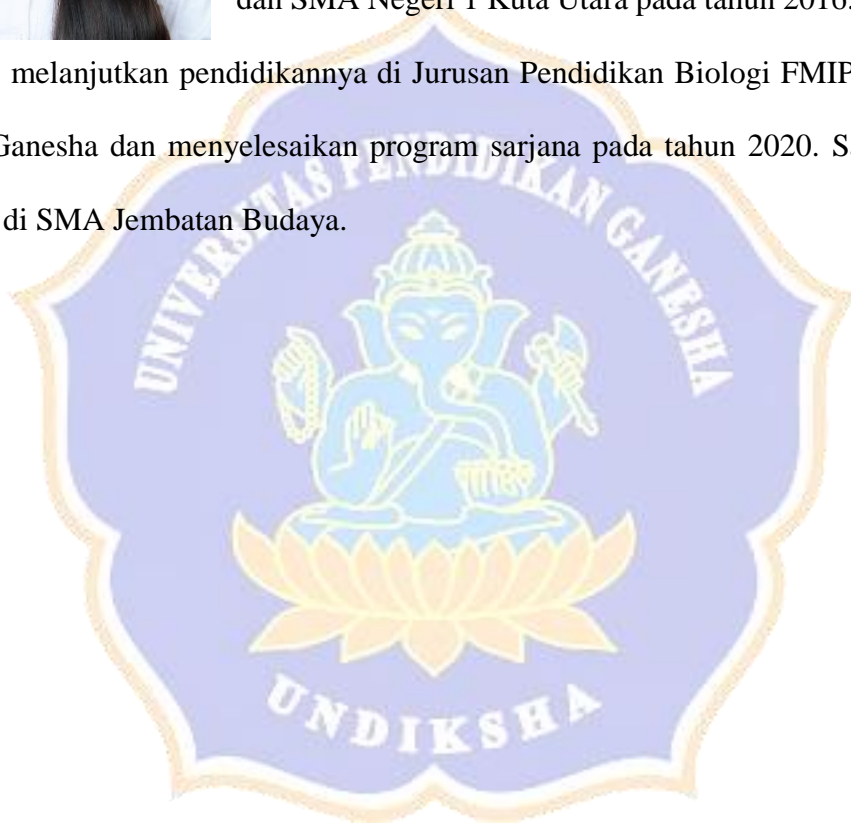 dan SMA Negeri 1 Kuta Utara pada tahun 2016.
melanjutkan pendidikannya di Jurusan Pendidikan Biologi
Ganesha dan menyelesaikan program sarjana pada tahun 2020.
di SMA Jembatan Budaya.
UNIVERSITAS PENDIDIKAN GANESHA
UNDIKSHA